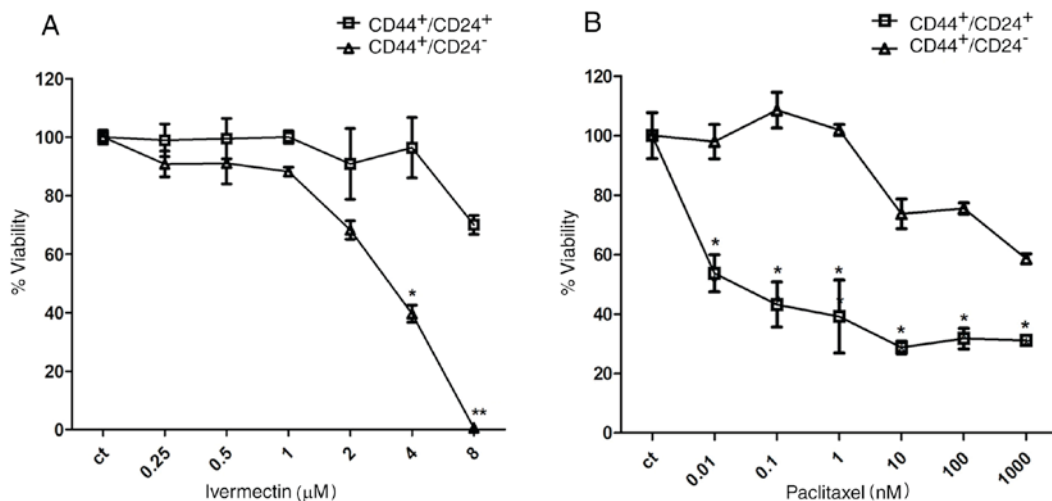 A
CD44+/CD24+
CD44+/CD24-
120
100
80
60
40
20
0
% Viability
*
**
ct 0.25 0.5 1 2 4 8
Ivermectin (μM)
B
CD44+/CD24+
CD44+/CD24-
120
100
80
60
40
20
0
% Viability
* * * * * *
ct 0.01 0.1 1 10 100 1000
Paclitaxel (nM)